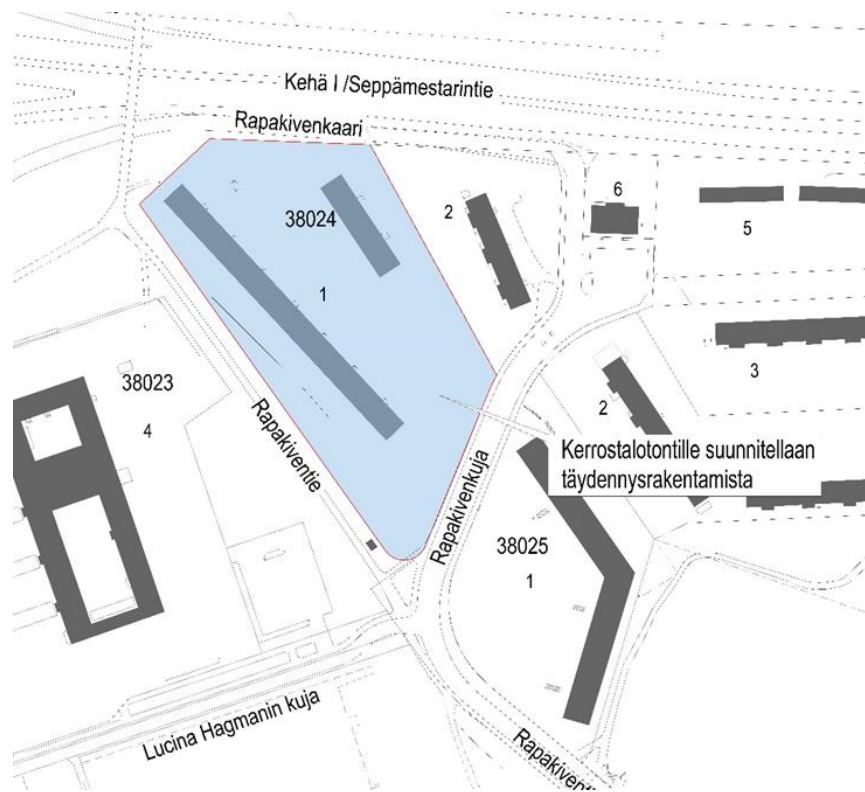 Kehä I /Seppämestarintie
Rapakivenkaari
6
2
5
38024
1
3
38023
4
2
Rapakiventie
Kerrostalotontille suunnitellaan
täydennysrakentamista
Rapakivenkuja
38025
1
Lucina Hagmanin kuja
Rapakiventie